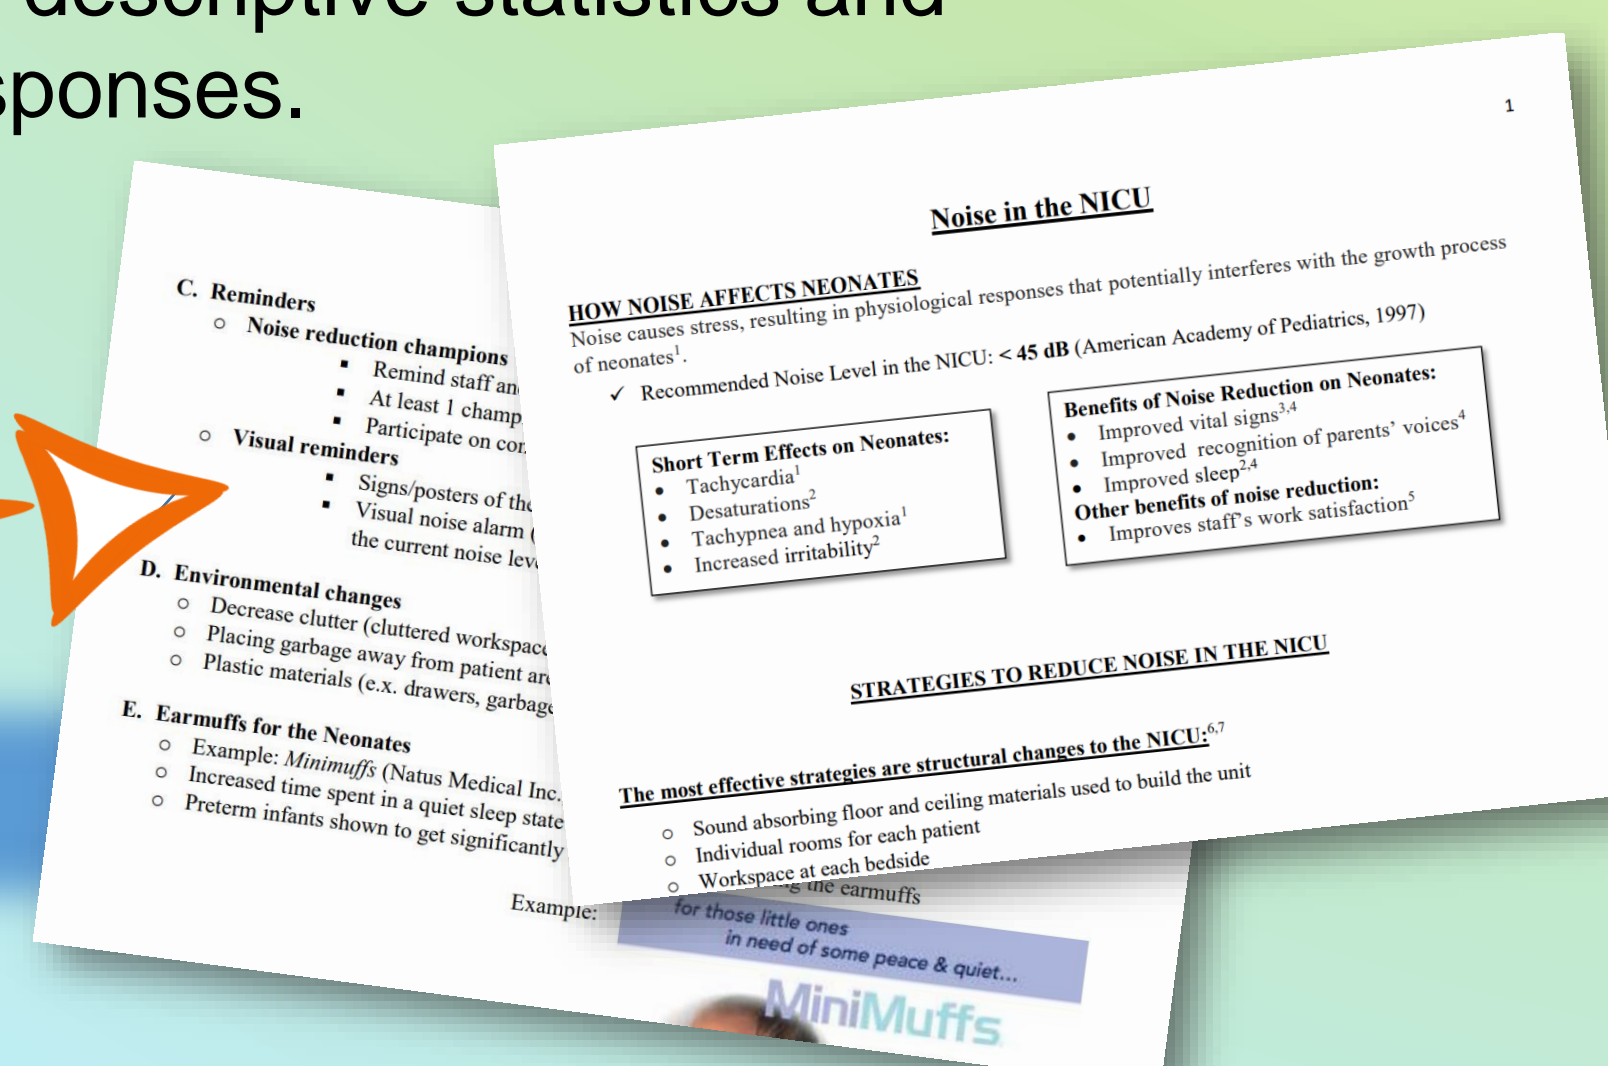 descriptive statistics and
sponses.
1
Noise in the NICU
HOW NOISE AFFECTS NEONATES
Noise causes stress, resulting in physiological responses that potentially interferes with the growth process
of neonates1.
✓ Recommended Noise Level in the NICU: < 45 dB (American Academy of Pediatrics, 1997)
Short Term Effects on Neonates:
• Tachycardia1
• Desaturations2
• Tachypnea and hypoxia1
• Increased irritability2
Benefits of Noise Reduction on Neonates:
• Improved vital signs3,4
• Improved recognition of parents' voices4
• Improved sleep2,4
Other benefits of noise reduction:
• Improves staff's work satisfaction5
STRATEGIES TO REDUCE NOISE IN THE NICU
The most effective strategies are structural changes to the NICU:6,7
o Sound absorbing floor and ceiling materials used to build the unit
o Individual rooms for each patient
o Workspace at each bedside
C. Reminders
o Noise reduction champions
▪ Remind staff an
▪ At least 1 champ
▪ Participate on con
o Visual reminders
▪ Signs/posters of the
▪ Visual noise alarm (
the current noise leve
D. Environmental changes
o Decrease clutter (cluttered workspace
o Placing garbage away from patient are
o Plastic materials (e.x. drawers, garbage
E. Earmuffs for the Neonates
o Example: Minimuffs (Natus Medical Inc.
o Increased time spent in a quiet sleep state
o Preterm infants shown to get significantly
the earmuffs
Example:
for those little ones
in need of some peace & quiet...
MiniMuffs